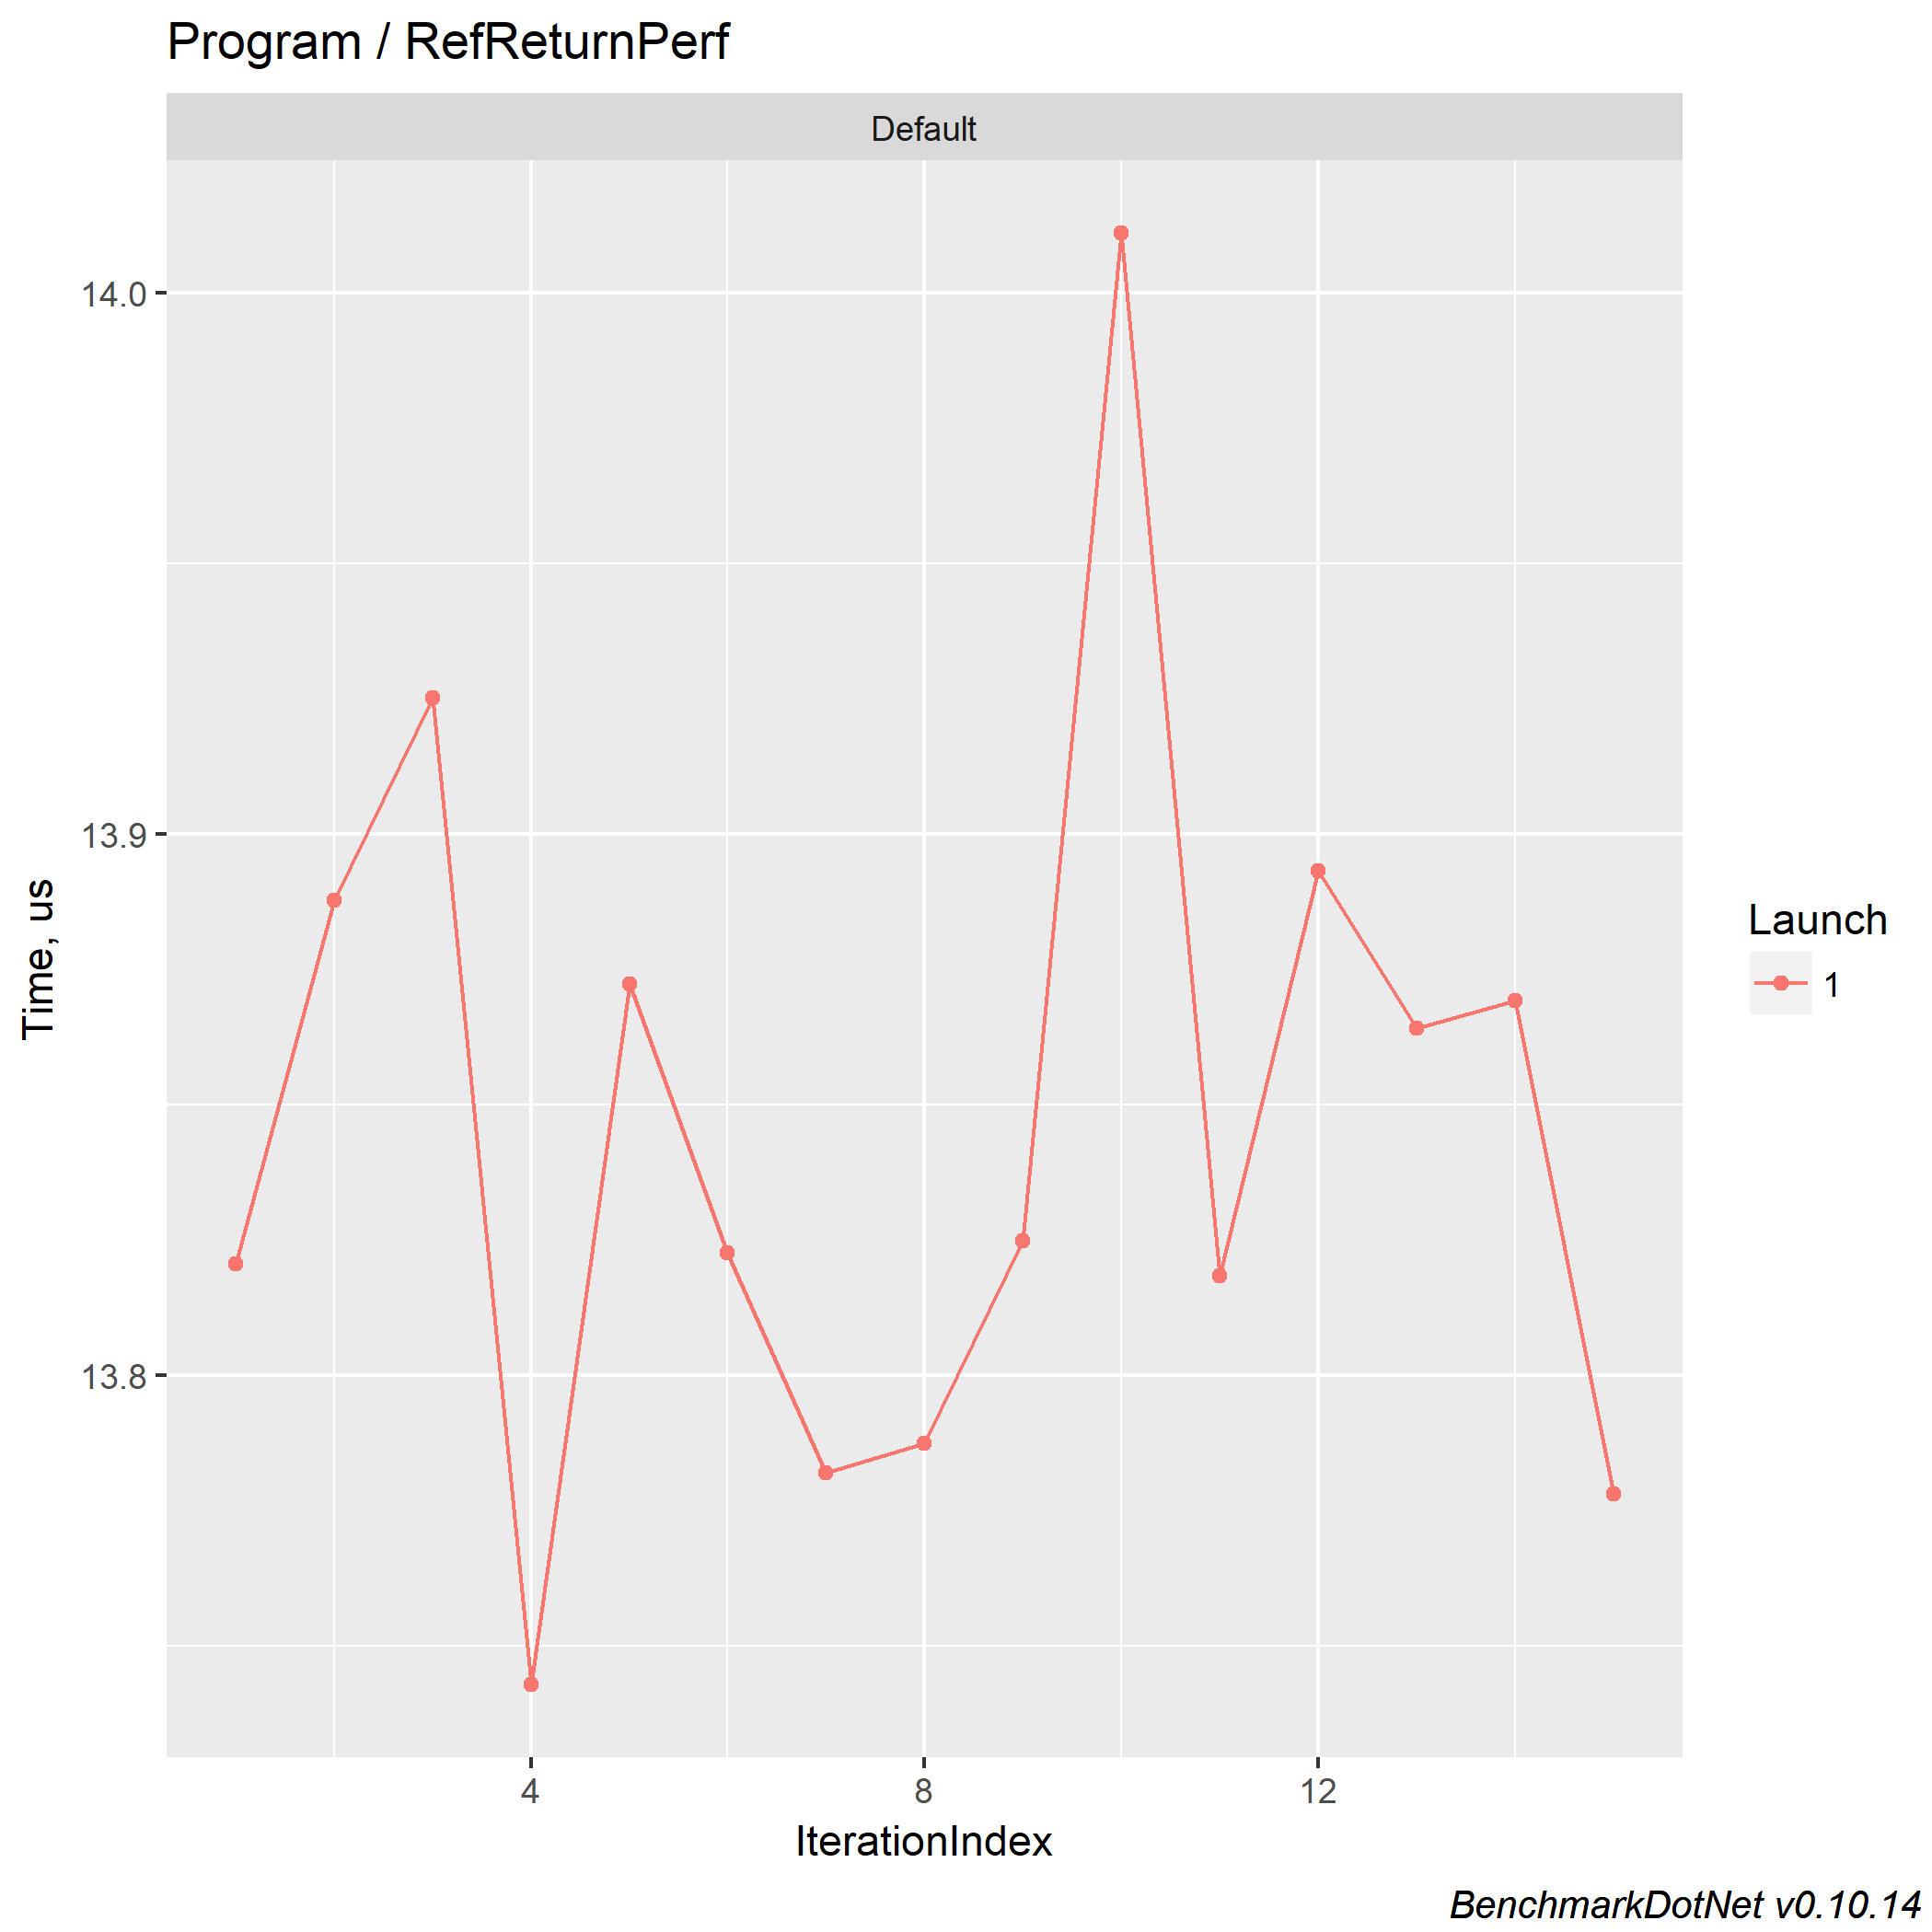 Program / RefReturnPerf
Default
14.0
13.9
13.8
Time, us
4 8 12
IterationIndex
Launch
1
BenchmarkDotNet v0.10.14